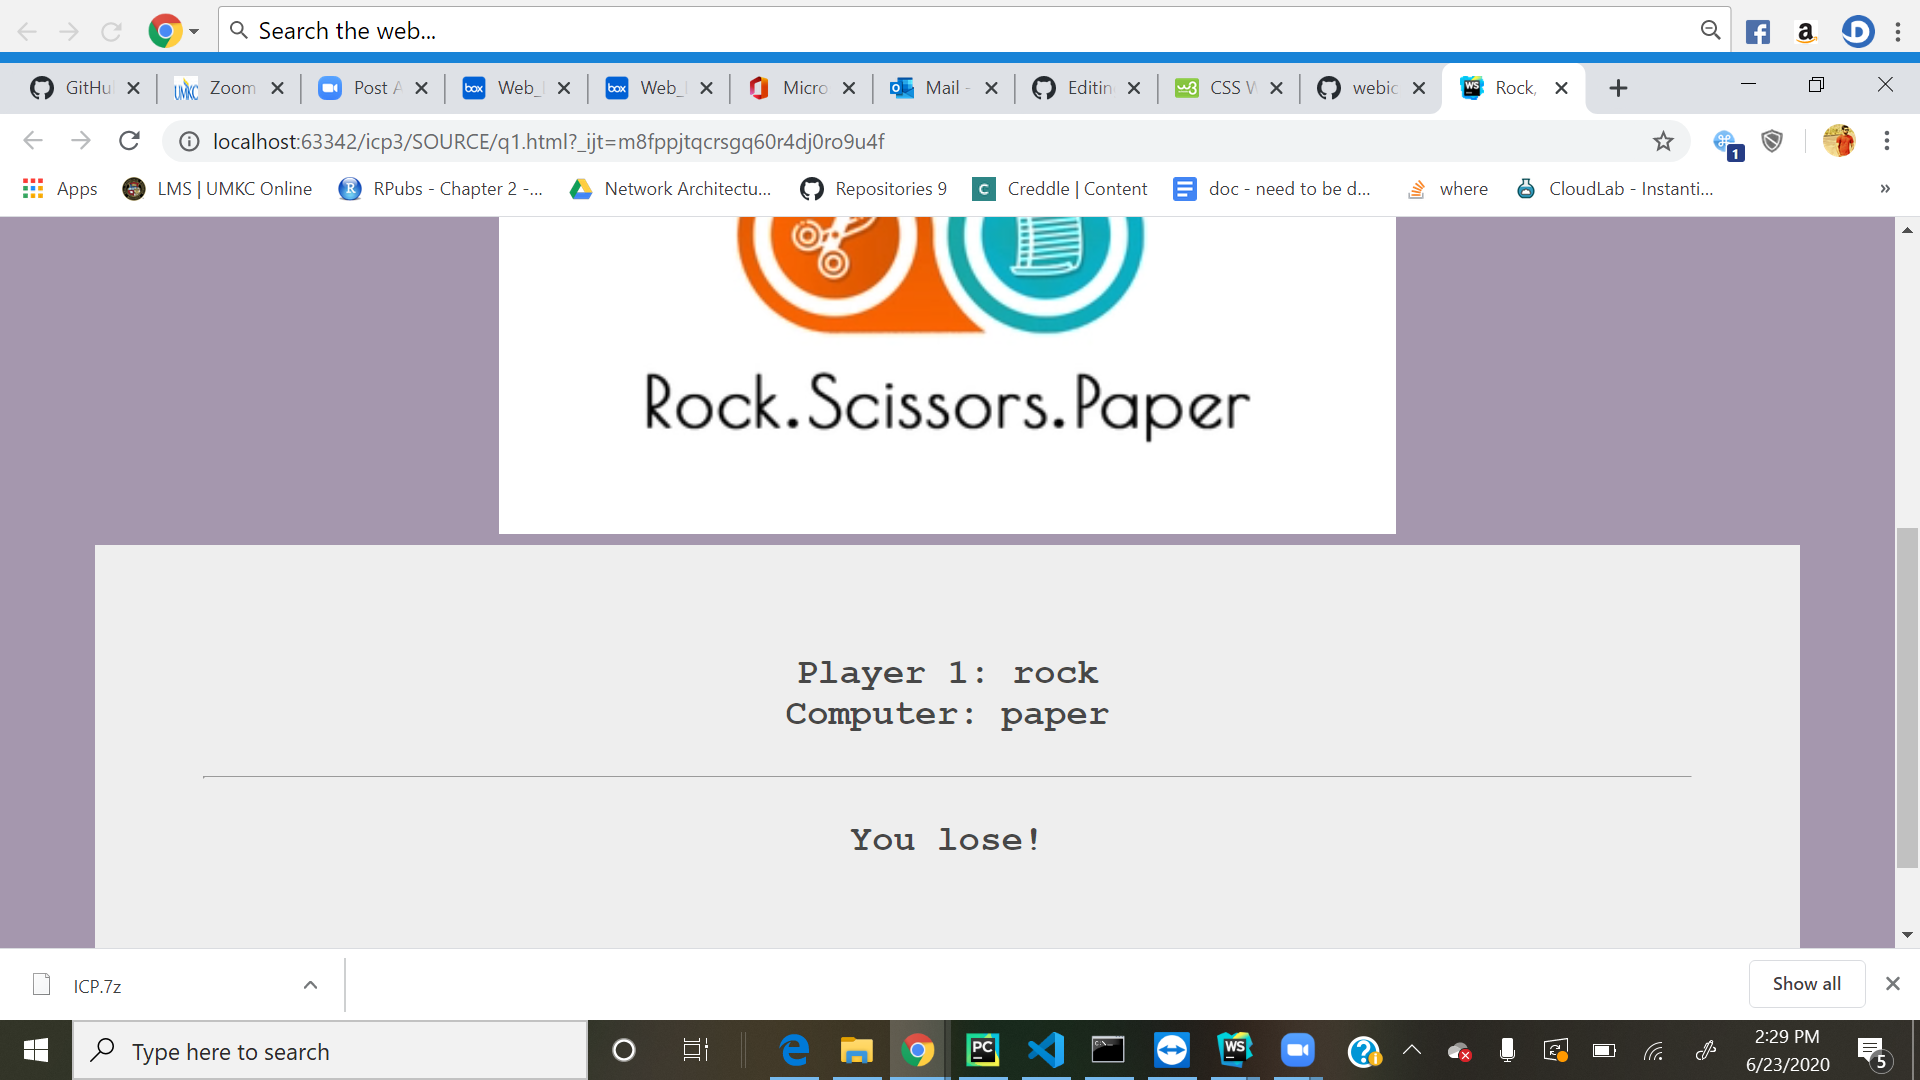 Search the web...
GitHu
Zoom
Post A
Web_
Web_
Micro
Mail -
Editin
CSS W
webic
Rock,
localhost:63342/icp3/SOURCE/q1.html?_ijt=m8fppjtqcrsgq60r4dj0ro9u4f
1
Apps
LMS | UMKC Online
RPubs - Chapter 2 -...
Network Architectu...
Repositories 9
Creddle | Content
doc - need to be d...
where
CloudLab - Instanti...
»
Rock.Scissors.Paper
Player 1: rock
Computer: paper
You lose!
ICP.7z
Show all
Type here to search
2:29 PM
6/23/2020
5